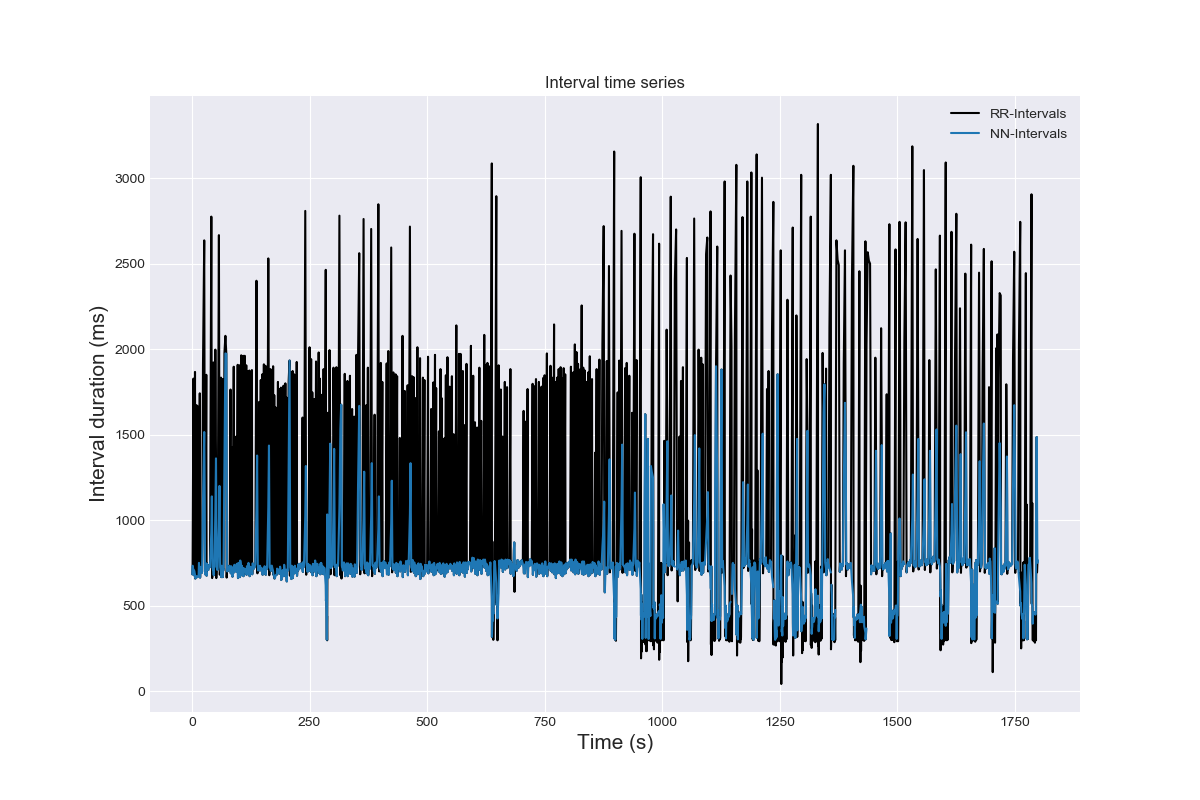 Interval time series
RR-Intervals
NN-Intervals
Interval duration (ms)
3000
2500
2000
1500
1000
500
0
0 250 500 750 1000 1250 1500 1750
Time (s)